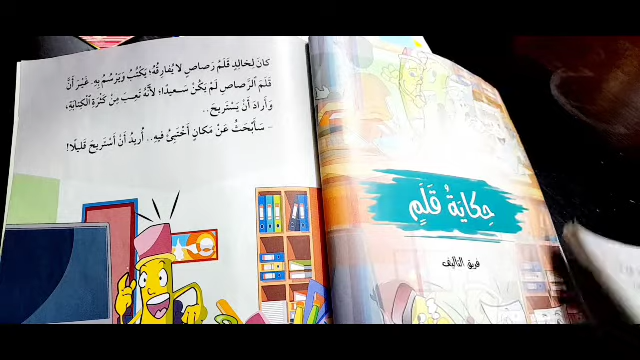 حِكايَةُ قَلَمٍ
فريق التأليف
كانَ لِخالِدٍ قَلَمُ رَصاصٍ لا يُفارِقُهُ؛ يَكْتُبُ وَيَرْسُمُ بِهِ. غَيْرَ أَنَّ
قَلَمَ الرَّصاصِ لَمْ يَكُنْ سَعيدًا؛ لِأَنَّهُ تَعِبَ مِنْ كَثْرَةِ الْكِتابَةِ،
وَأَرادَ أَنْ يَسْتَريحَ..
- سَأَبْحَثُ عَنْ مَكانٍ أَخْتَبِئُ فيهِ.. أُريدُ أَنْ أَسْتَريحَ قَليلًا!